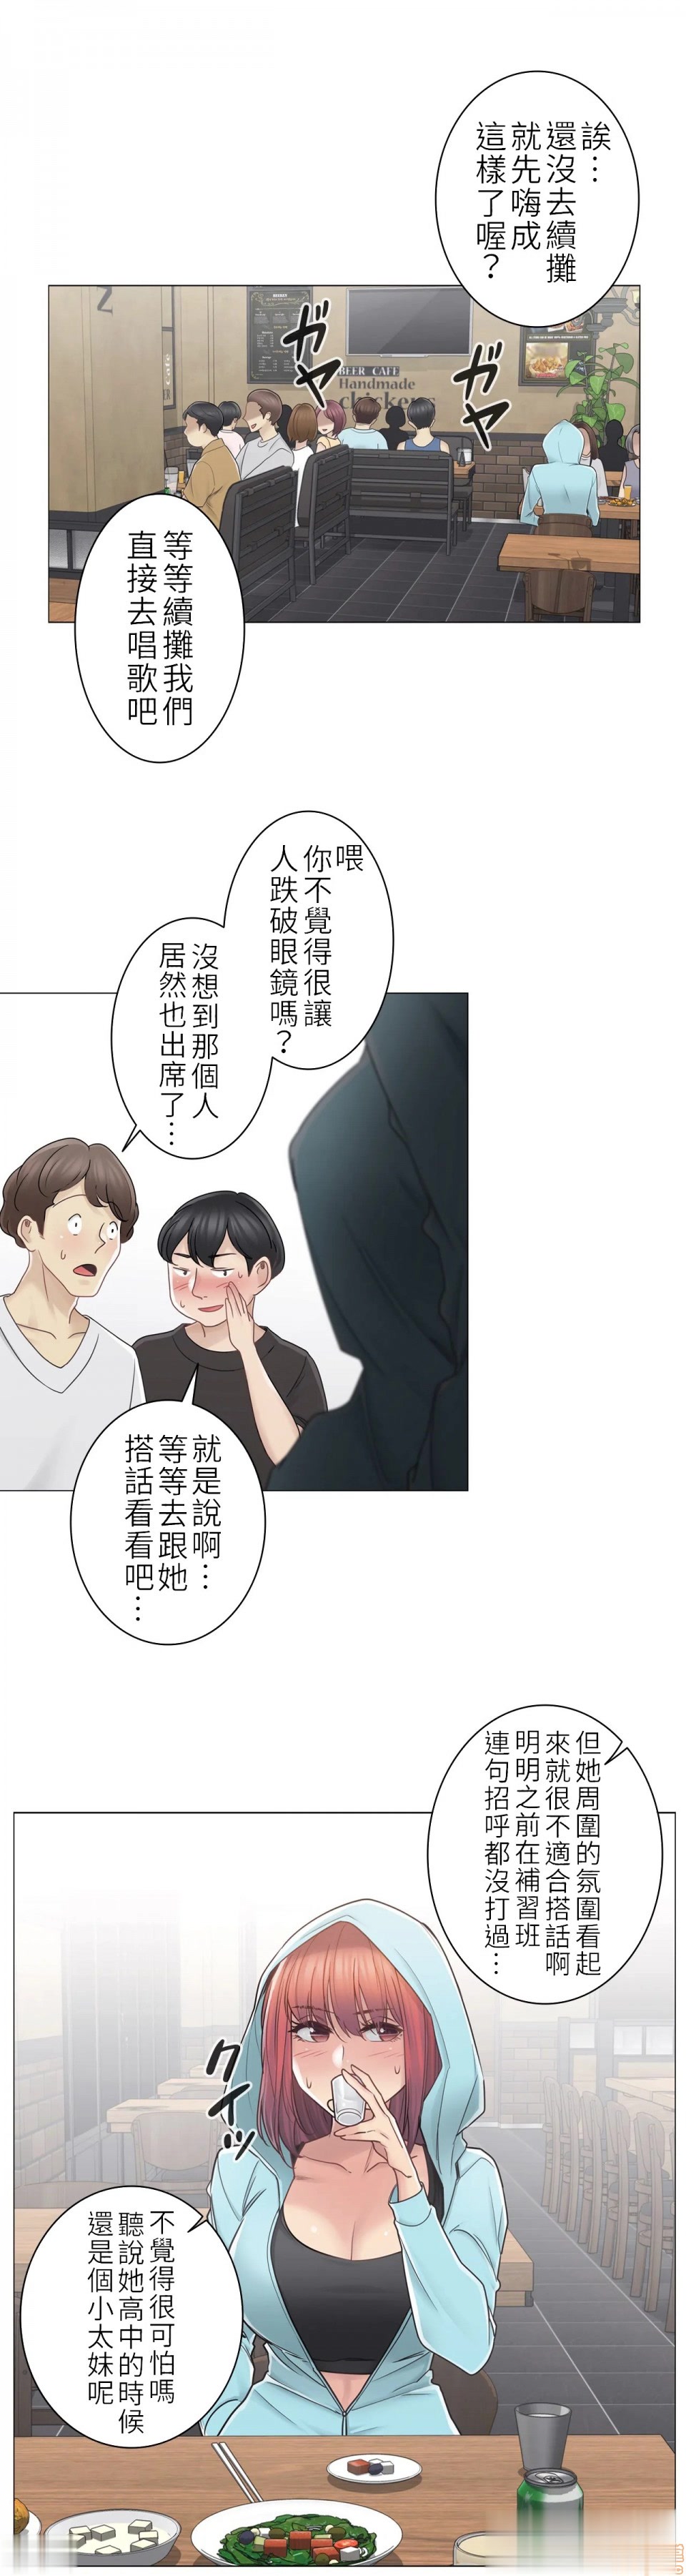 誒⋯
還沒去續攤
就先嗨成
這樣了喔？
ガヤ
ガヤ
BEER CAFE
Handmade
chickens
等等續攤我們
直接去唱歌吧
喂
你不覺得很讓
人跌破眼鏡嗎？
沒想到那個人
居然也出席了⋯
就是說啊⋯
等等去跟她
搭話看看吧⋯
但她周圍的氛圍看起
來就很不適合搭話啊
明明之前在補習班
連句招呼都沒打過⋯
クイッ
不覺得很可怕嗎
聽說她高中的時候
還是個小太妹呢